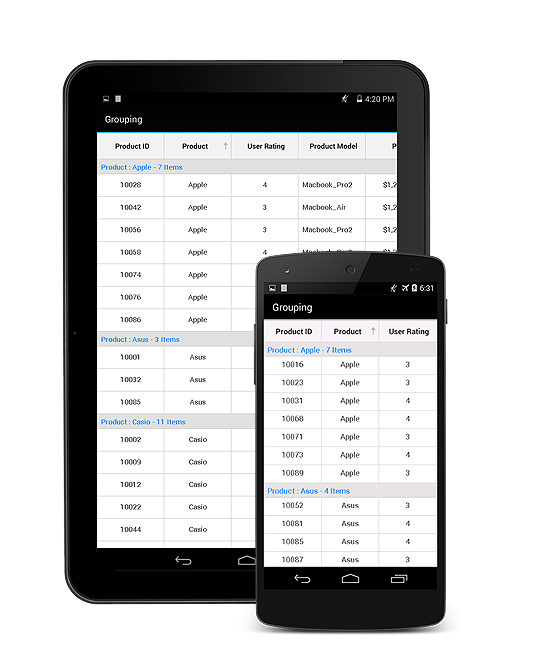 4:20 PM
Grouping
Product ID Product ↑ User Rating Product Model P
Product : Apple - 7 Items
10028 Apple 4 Macbook_Pro2 $1,2
10042 Apple 3 Macbook_Air $1,2
10056 Apple 3 Macbook_Pro2 $1,2
10058 Apple 4
10074 Apple
10076 Apple
10086 Apple
Product : Asus - 3 Items
10001 Asus
10032 Asus
10085 Asus
Product : Casio - 11 Items
10002 Casio
10009 Casio
10012 Casio
10022 Casio
10044 Casio
6:31
Grouping
Product ID Product ↑ User Rating
Product : Apple - 7 Items
10016 Apple 3
10023 Apple 3
10031 Apple 4
10068 Apple 4
10071 Apple 3
10073 Apple 4
10089 Apple 3
Product : Asus - 4 Items
10052 Asus 3
10081 Asus 4
10085 Asus 4
10087 Asus 3